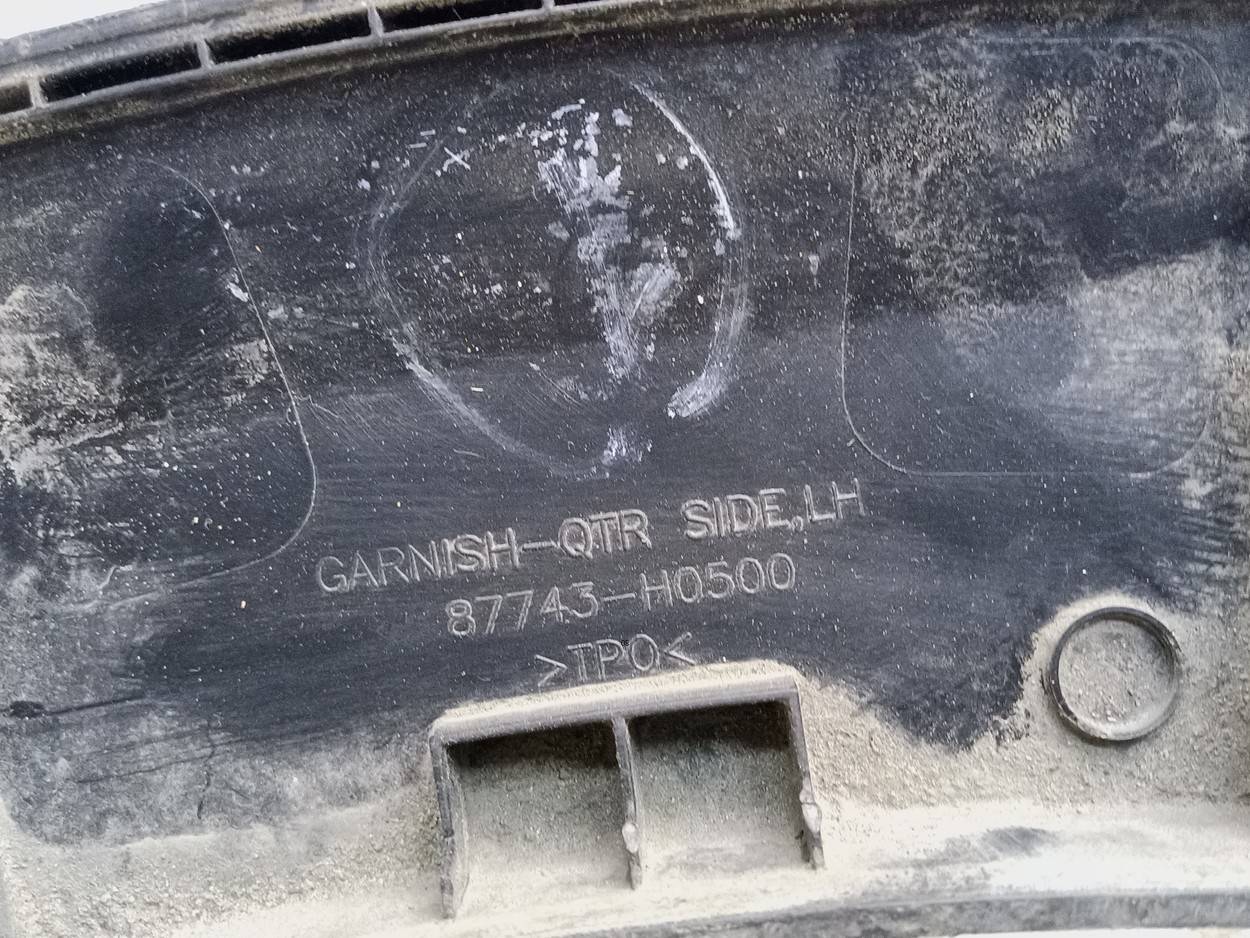 GARNISH-QTR SIDE,LH
87743-H0500
>TPO<